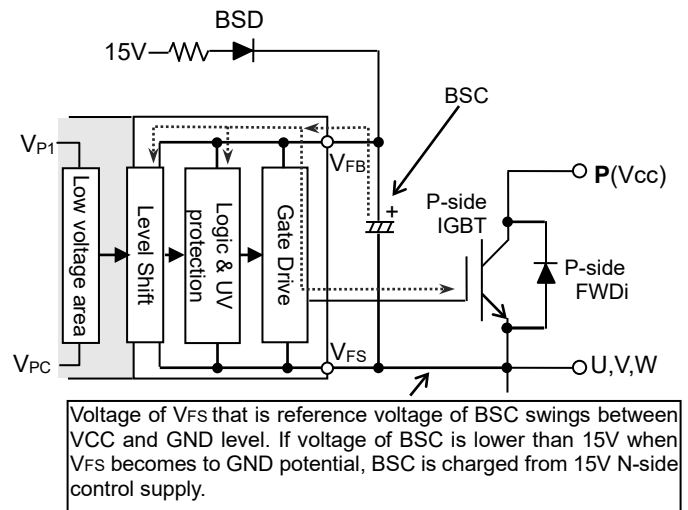 BSD
15V
BSC
VP1
VFB
P(Vcc)
+
P-side
IGBT
Low voltage area
Level Shift
Logic & UV
protection
Gate Drive
P-side
FWDi
VPC
VFS
U,V,W
Voltage of VFS that is reference voltage of BSC swings between
VCC and GND level. If voltage of BSC is lower than 15V when
VFS becomes to GND potential, BSC is charged from 15V N-side
control supply.